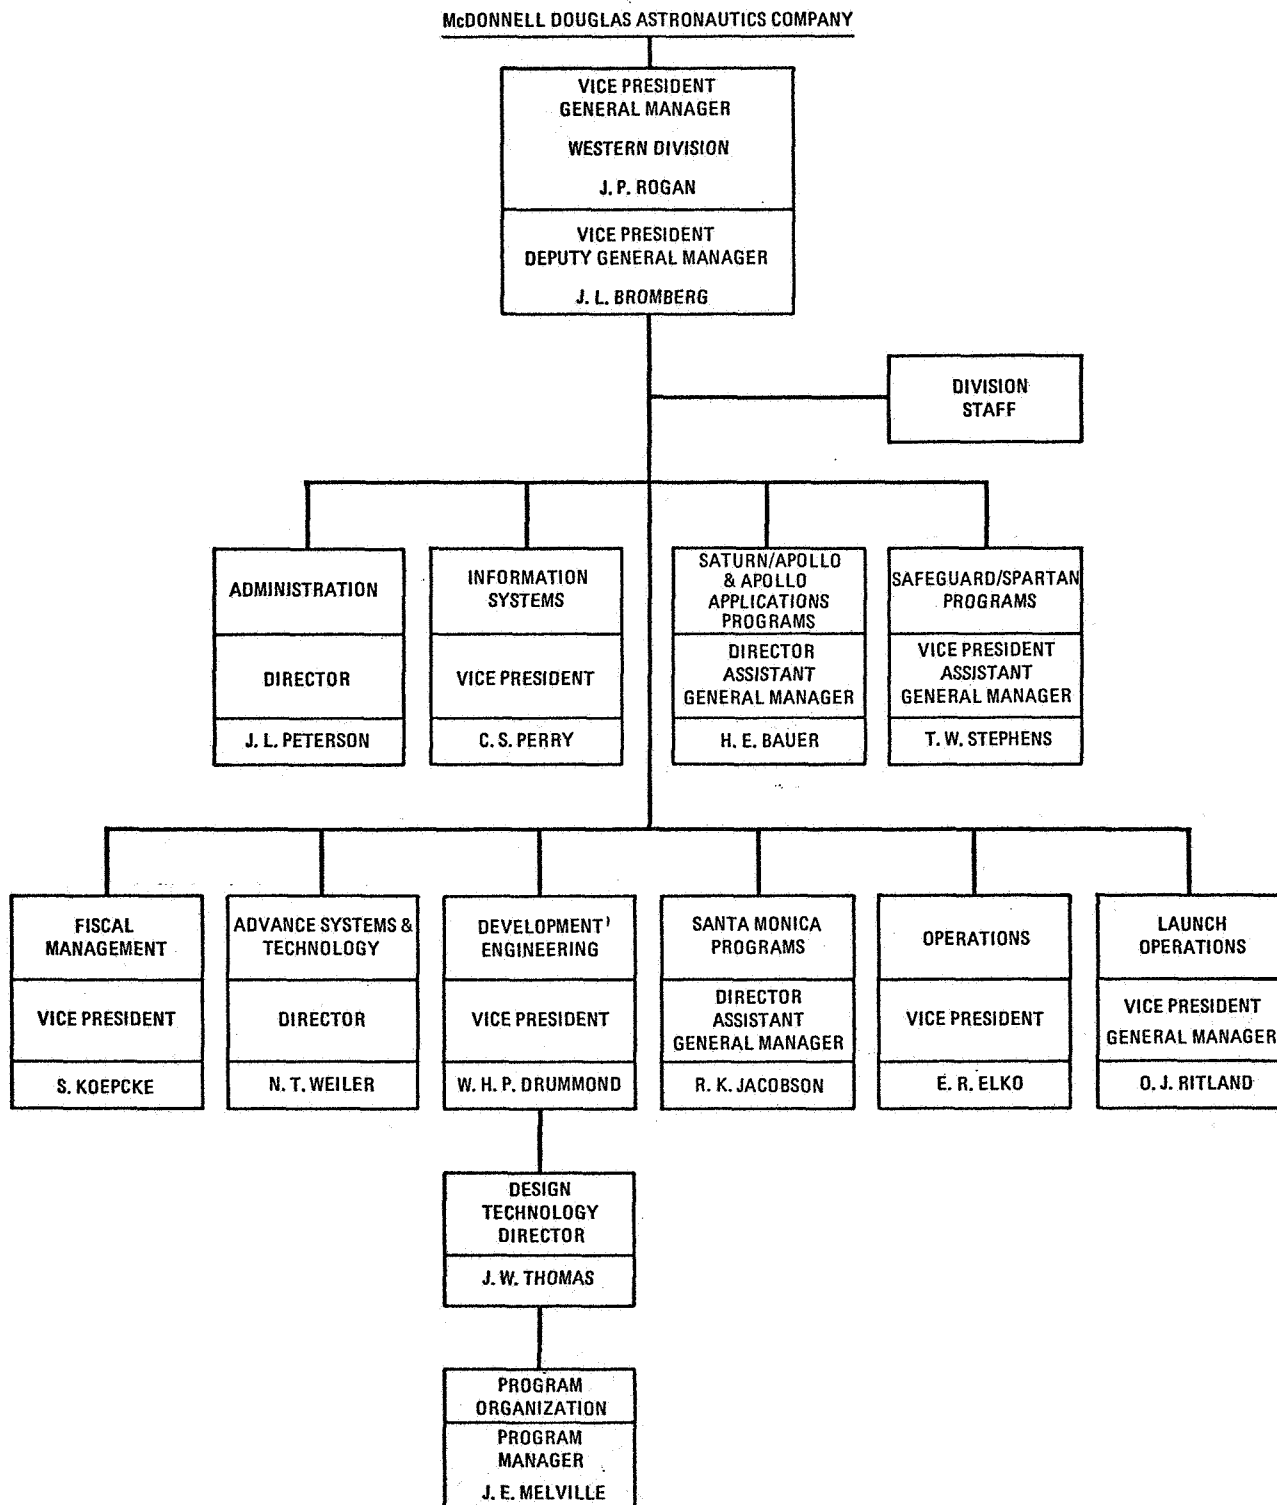 McDONNELL DOUGLAS ASTRONAUTICS COMPANY
VICE PRESIDENT
GENERAL MANAGER
WESTERN DIVISION
J. P. ROGAN
VICE PRESIDENT
DEPUTY GENERAL MANAGER
J. L. BROMBERG
DIVISION
STAFF
ADMINISTRATION
DIRECTOR
J. L. PETERSON
INFORMATION
SYSTEMS
VICE PRESIDENT
C. S. PERRY
SATURN/APOLLO
& APOLLO
APPLICATIONS
PROGRAMS
DIRECTOR
ASSISTANT
GENERAL MANAGER
H. E. BAUER
SAFEGUARD/SPARTAN
PROGRAMS
VICE PRESIDENT
ASSISTANT
GENERAL MANAGER
T. W. STEPHENS
FISCAL
MANAGEMENT
VICE PRESIDENT
S. KOEPCKE
ADVANCE SYSTEMS &
TECHNOLOGY
DIRECTOR
N. T. WEILER
DEVELOPMENT
ENGINEERING
VICE PRESIDENT
W. H. P. DRUMMOND
SANTA MONICA
PROGRAMS
DIRECTOR
ASSISTANT
GENERAL MANAGER
R. K. JACOBSON
OPERATIONS
VICE PRESIDENT
E. R. ELKO
LAUNCH
OPERATIONS
VICE PRESIDENT
GENERAL MANAGER
O. J. RITLAND
DESIGN
TECHNOLOGY
DIRECTOR
J. W. THOMAS
PROGRAM
ORGANIZATION
PROGRAM
MANAGER
J. E. MELVILLE